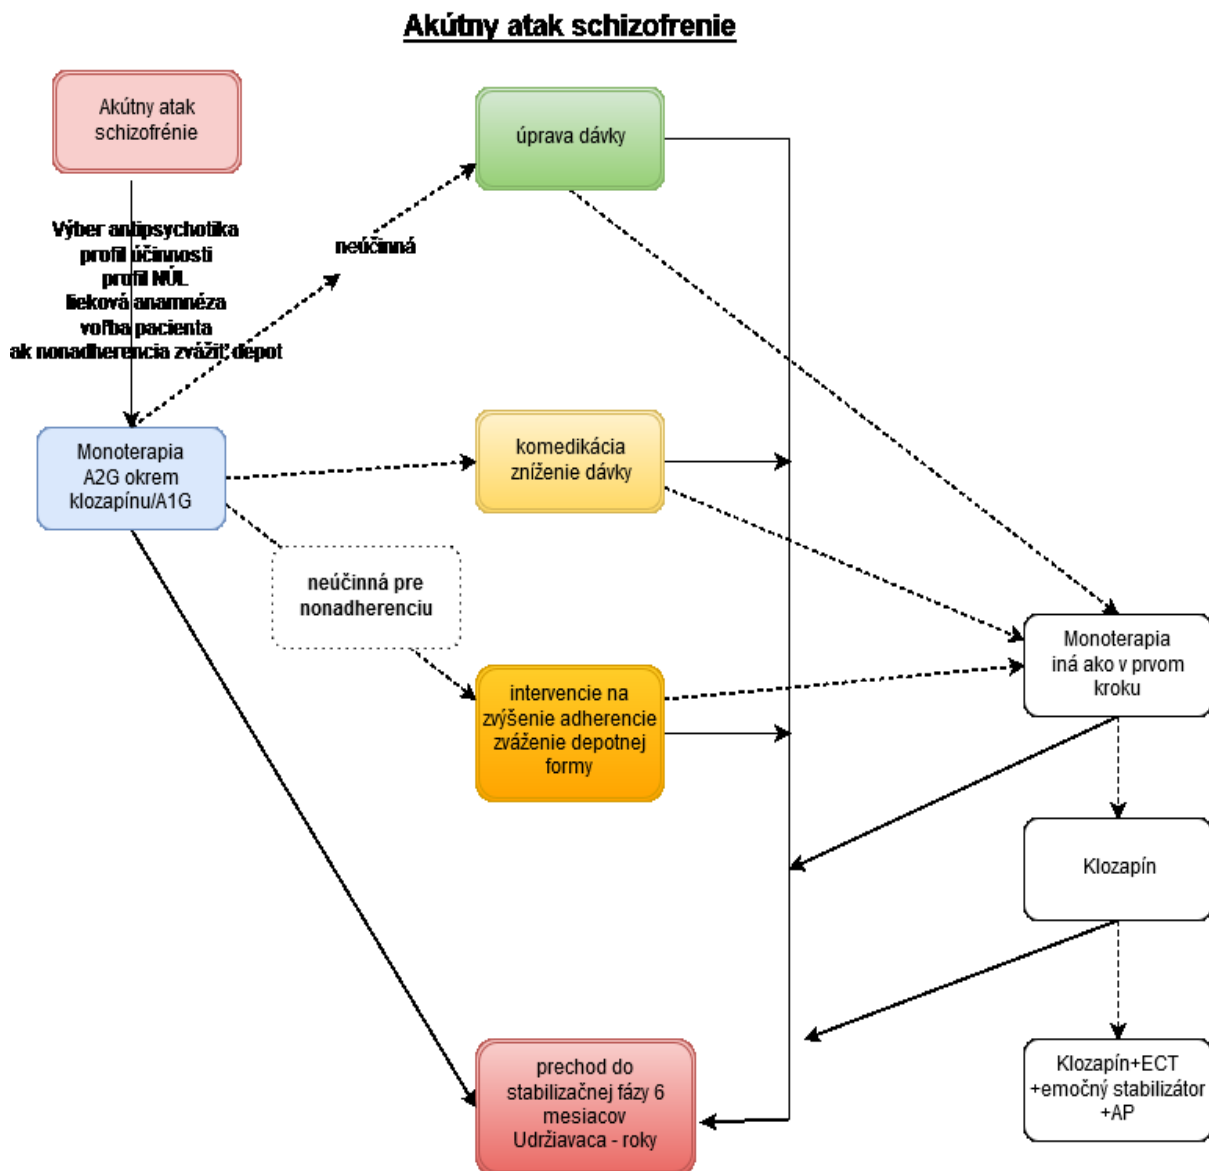 Akútny atak schizofrenie
Akútny atak
schizofrénie
Výber antipsychotika
profil účinnosti
profil NÚL
lieková anamnéza
voľba pacienta
ak nonadherencia zvážiť depot
Monoterapia
A2G okrem
klozapínu/A1G
neúčinná
úprava dávky
komedikácia
zníženie dávky
neúčinná pre
nonadherenciu
intervencie na
zvýšenie adherencie
zváženie depotnej
formy
Monoterapia
iná ako v prvom
kroku
Klozapín
Klozapín+ECT
+emočný stabilizátor
+AP
prechod do
stabilizačnej fázy 6
mesiacov
Udržiavaca - roky